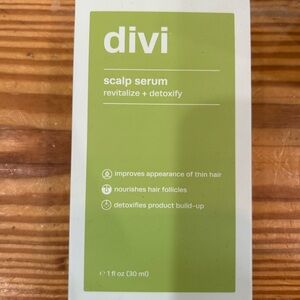 divi
scalp serum
revitalize + detoxify
improves appearance of thin hair
nourishes hair follicles
detoxifies product build-up
℮ 1 fl oz (30 ml)